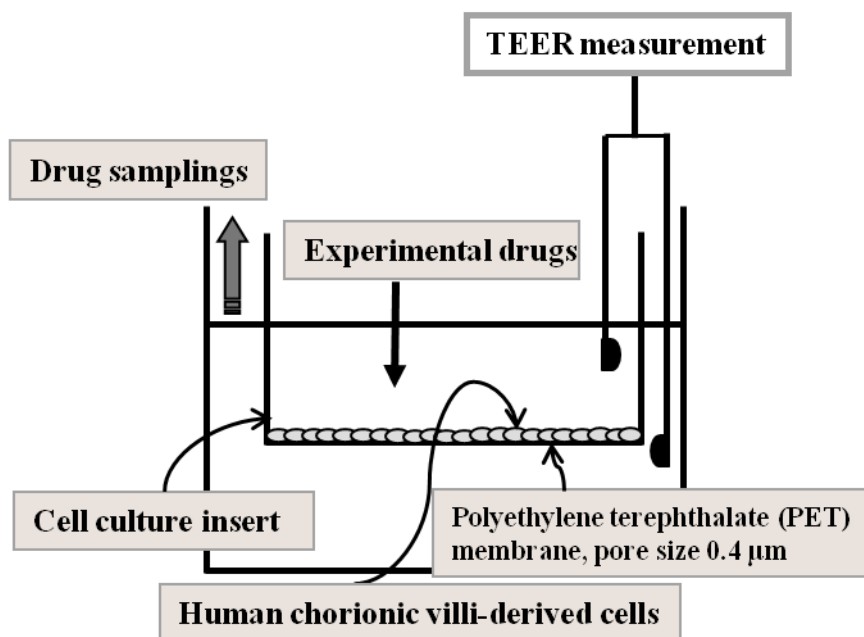 TEER measurement
Drug samplings
Experimental drugs
Cell culture insert
Polyethylene terephthalate (PET)
membrane, pore size 0.4 μm
Human chorionic villi-derived cells